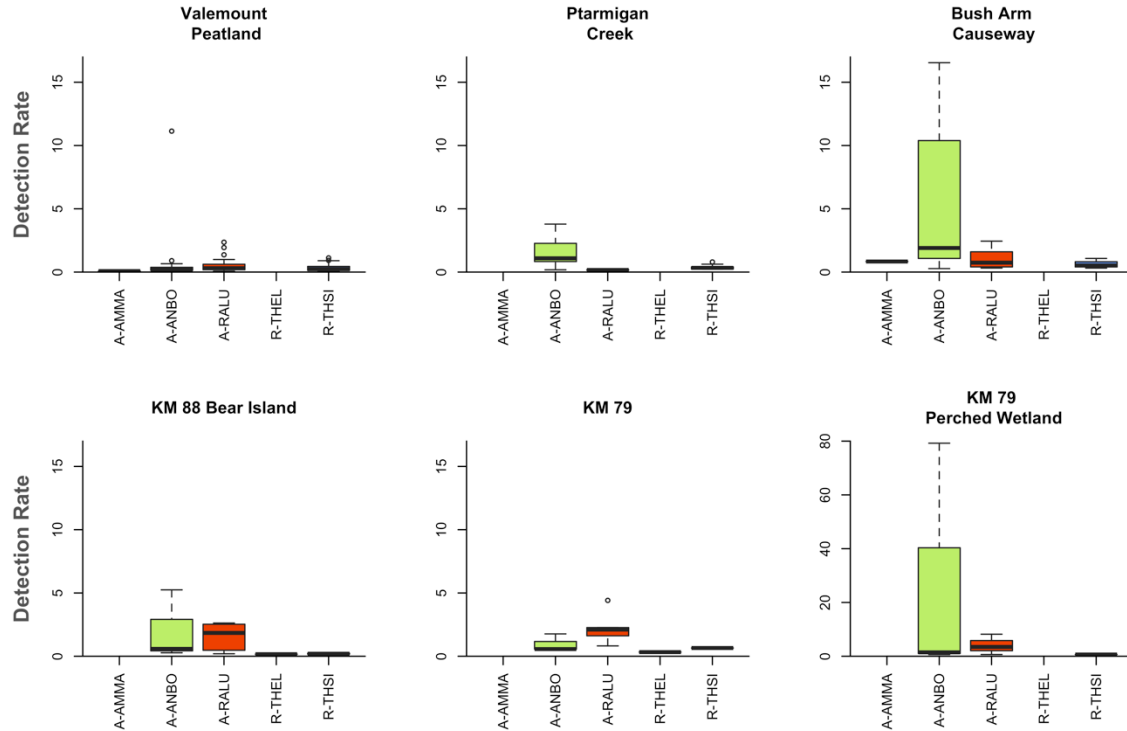 Valemount
Peatland
Ptarmigan
Creek
Bush Arm
Causeway
Detection Rate
15
10
5
0
A-AMMA
A-ANBO
A-RALU
R-THEL
R-THSI
15
10
5
0
A-AMMA
A-ANBO
A-RALU
R-THEL
R-THSI
15
10
5
0
A-AMMA
A-ANBO
A-RALU
R-THEL
R-THSI
KM 88 Bear Island
KM 79
KM 79
Perched Wetland
Detection Rate
15
10
5
0
A-AMMA
A-ANBO
A-RALU
R-THEL
R-THSI
15
10
5
0
A-AMMA
A-ANBO
A-RALU
R-THEL
R-THSI
80
60
40
20
0
A-AMMA
A-ANBO
A-RALU
R-THEL
R-THSI